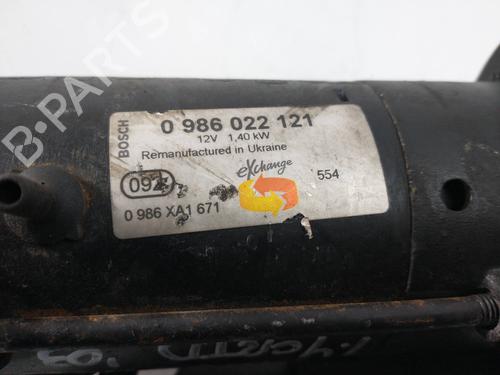 BOSCH
0 986 022 121
12V 1,40 kW
Remanufactured in Ukraine
eXchange
554
092
0 986 XA1 671